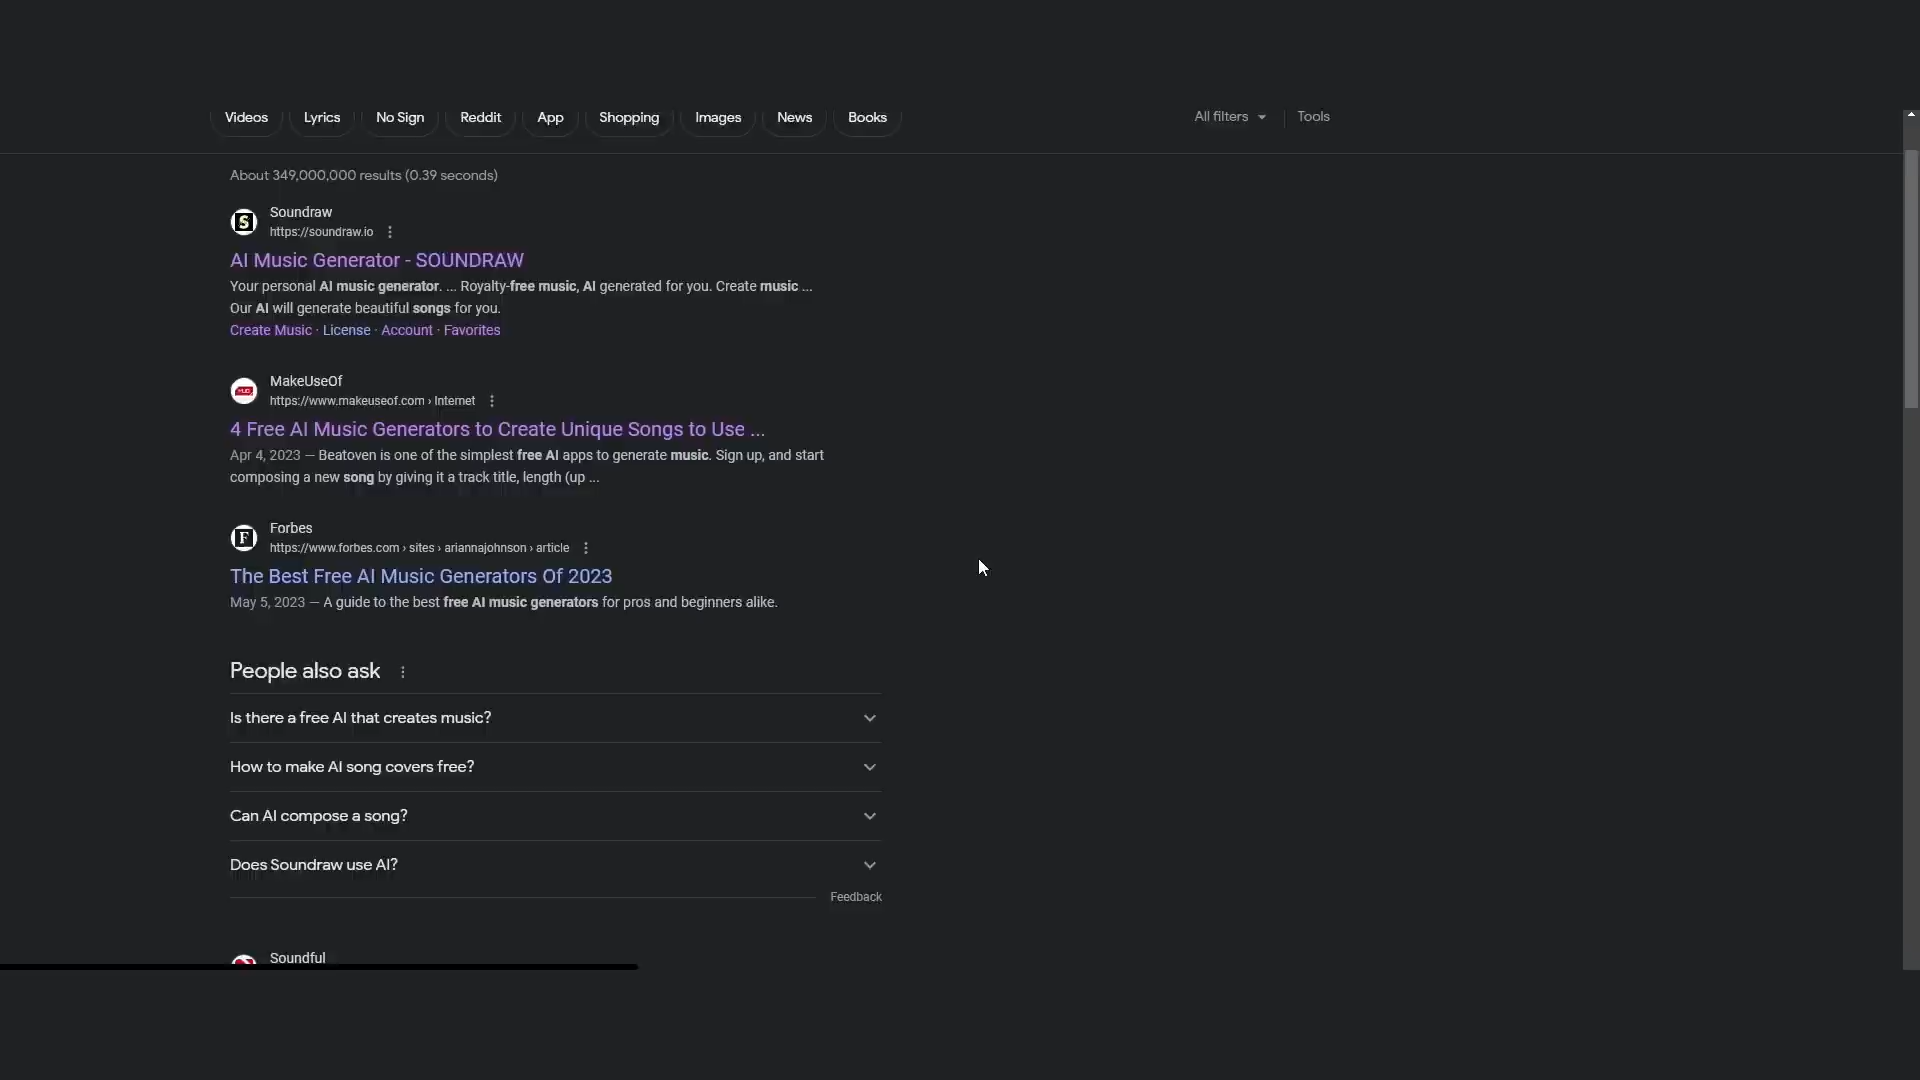 Videos Lyrics No Sign Reddit App Shopping Images News Books All filters Tools
About 349,000,000 results (0.39 seconds)
Soundraw
https://soundraw.io
AI Music Generator - SOUNDRAW
Your personal AI music generator. ... Royalty-free music, AI generated for you. Create music ...
Our AI will generate beautiful songs for you.
Create Music · License · Account · Favorites
MakeUseOf
https://www.makeuseof.com › Internet
4 Free AI Music Generators to Create Unique Songs to Use ...
Apr 4, 2023 — Beatoven is one of the simplest free AI apps to generate music. Sign up, and start
composing a new song by giving it a track title, length (up ...
Forbes
https://www.forbes.com › sites › ariannajohnson › article
The Best Free AI Music Generators Of 2023
May 5, 2023 — A guide to the best free AI music generators for pros and beginners alike.
People also ask
Is there a free AI that creates music?
How to make AI song covers free?
Can AI compose a song?
Does Soundraw use AI?
Feedback
Soundful